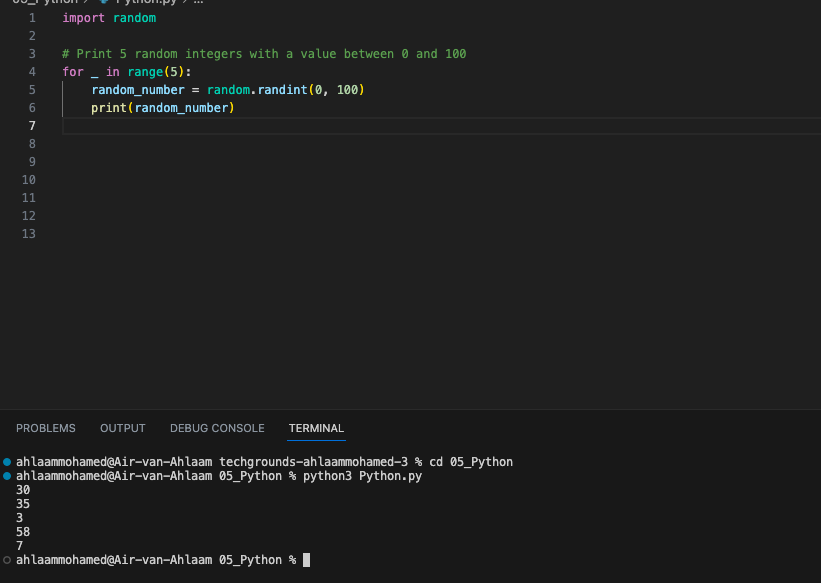 05_Python > Python.py > ...
1 import random
2
3 # Print 5 random integers with a value between 0 and 100
4 for _ in range(5):
5 random_number = random.randint(0, 100)
6 print(random_number)
7
8
9
10
11
12
13
PROBLEMS OUTPUT DEBUG CONSOLE TERMINAL
ahlaammohamed@Air-van-Ahlaam techgrounds-ahlaammohamed-3 % cd 05_Python
ahlaammohamed@Air-van-Ahlaam 05_Python % python3 Python.py
30
35
3
58
7
ahlaammohamed@Air-van-Ahlaam 05_Python %